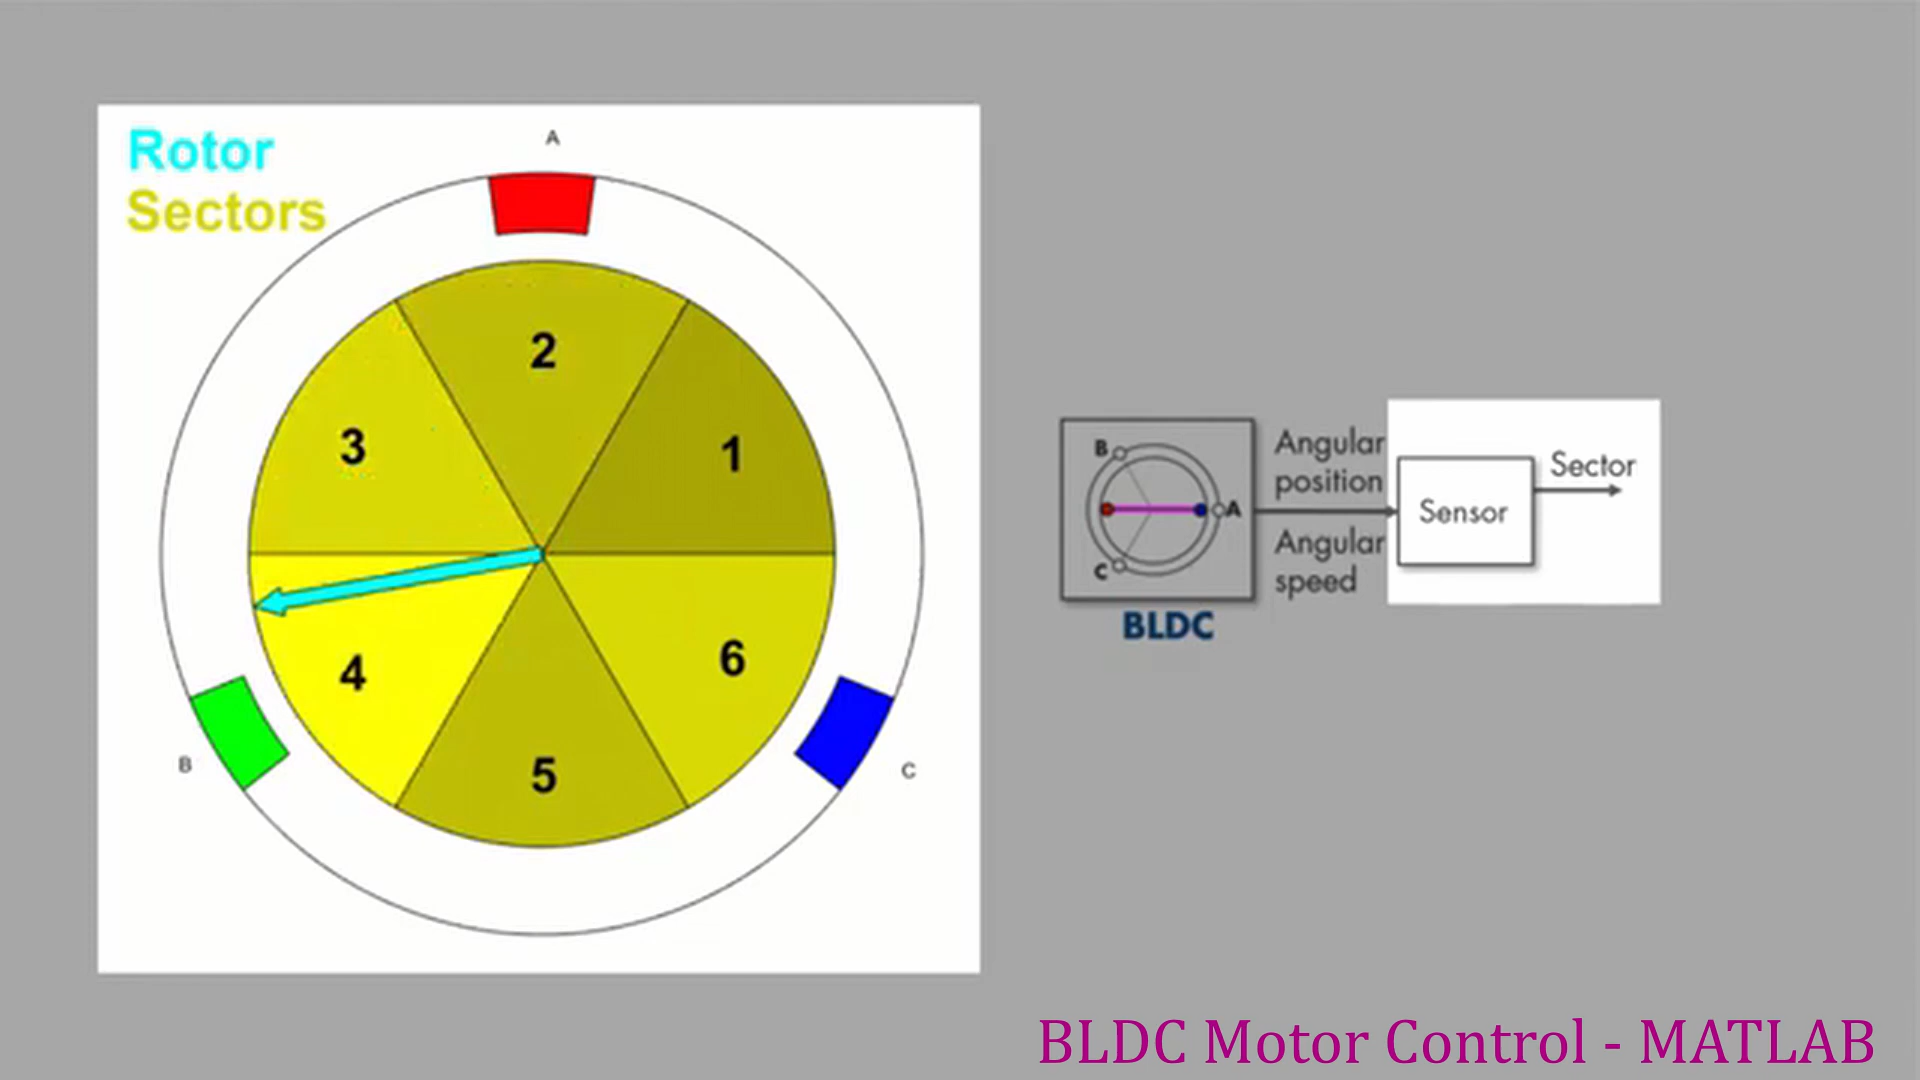 Rotor
Sectors
A
2
1
3
4
6
5
B
C
B
A
C
BLDC
Angular
position
Angular
speed
Sensor
Sector
BLDC Motor Control - MATLAB